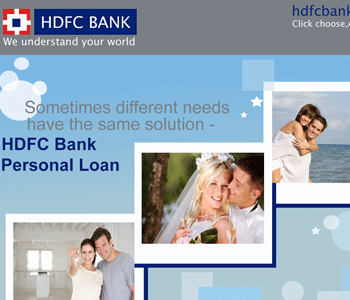 HDFC BANK
We understand your world
hdfcbank
Click choose,
Sometimes different needs
have the same solution -
HDFC Bank
Personal Loan